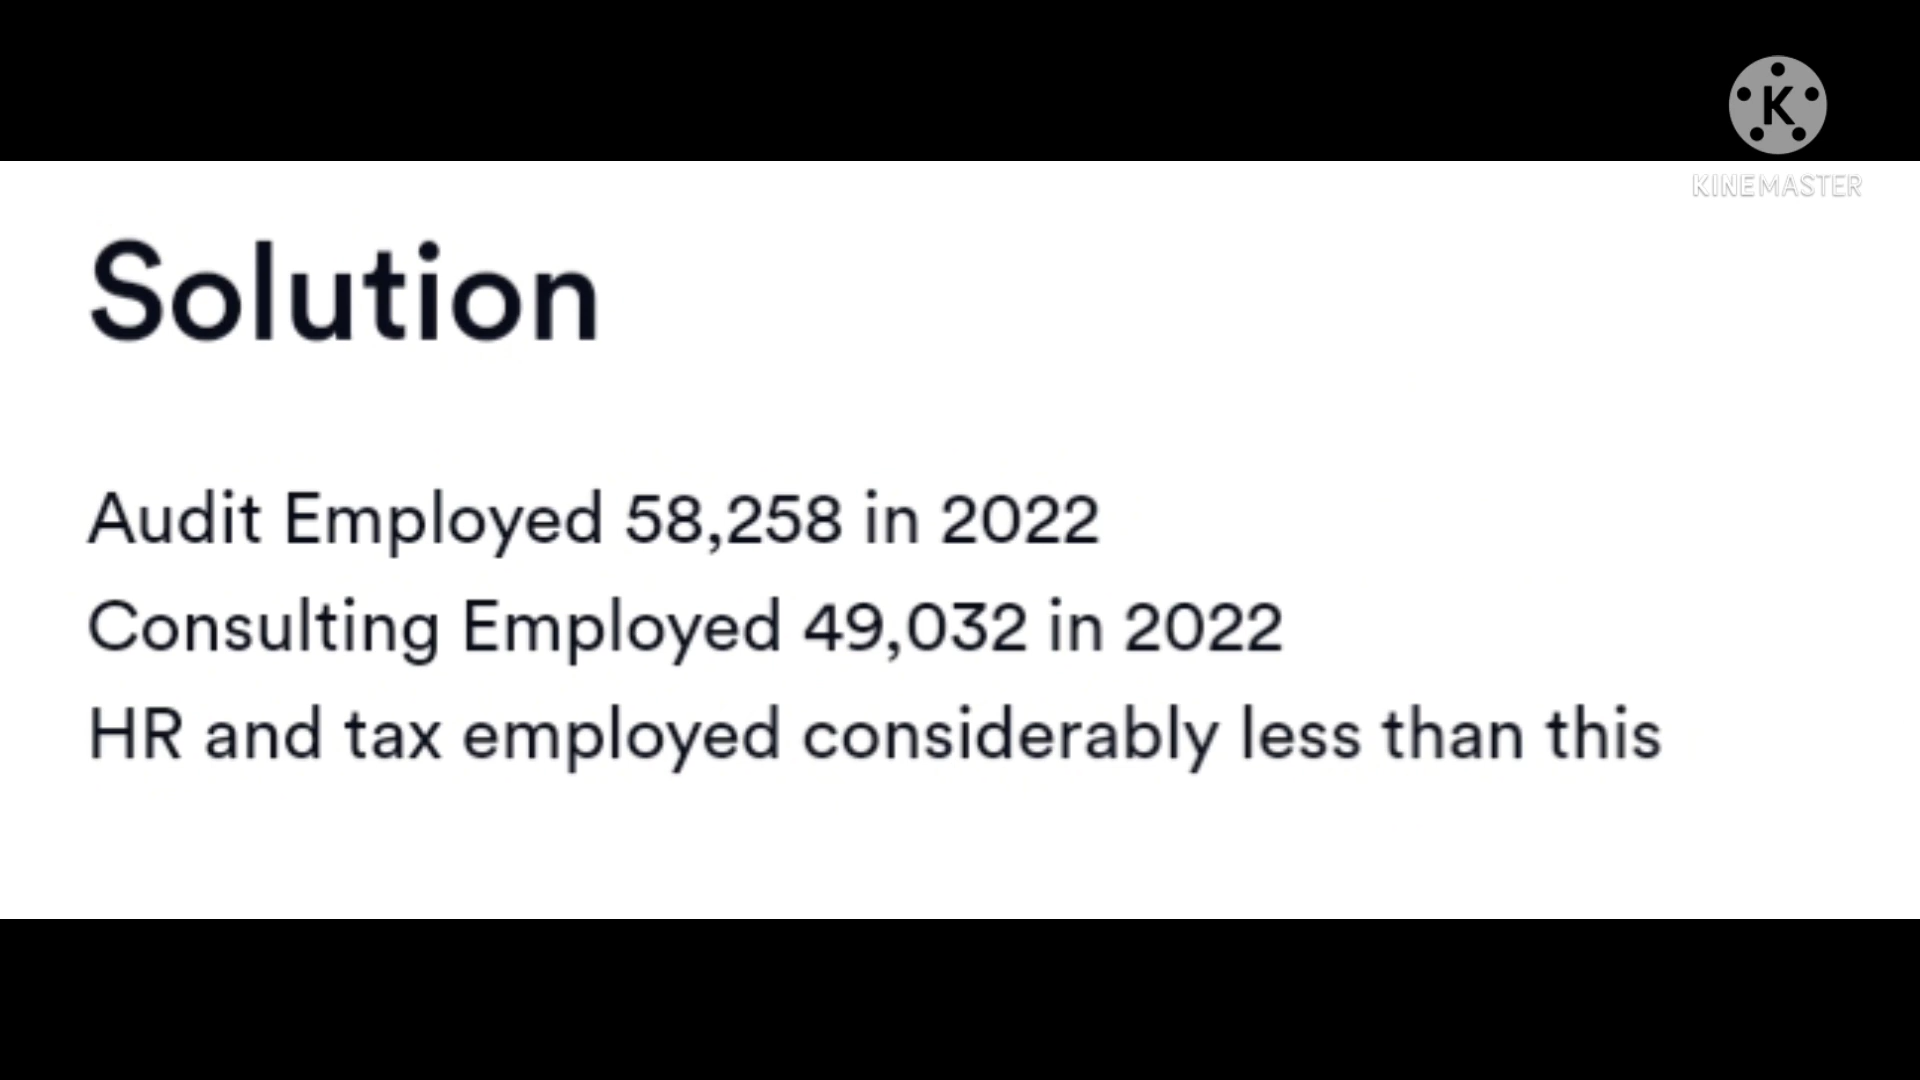 K
KINEMASTER
Solution
Audit Employed 58,258 in 2022
Consulting Employed 49,032 in 2022
HR and tax employed considerably less than this